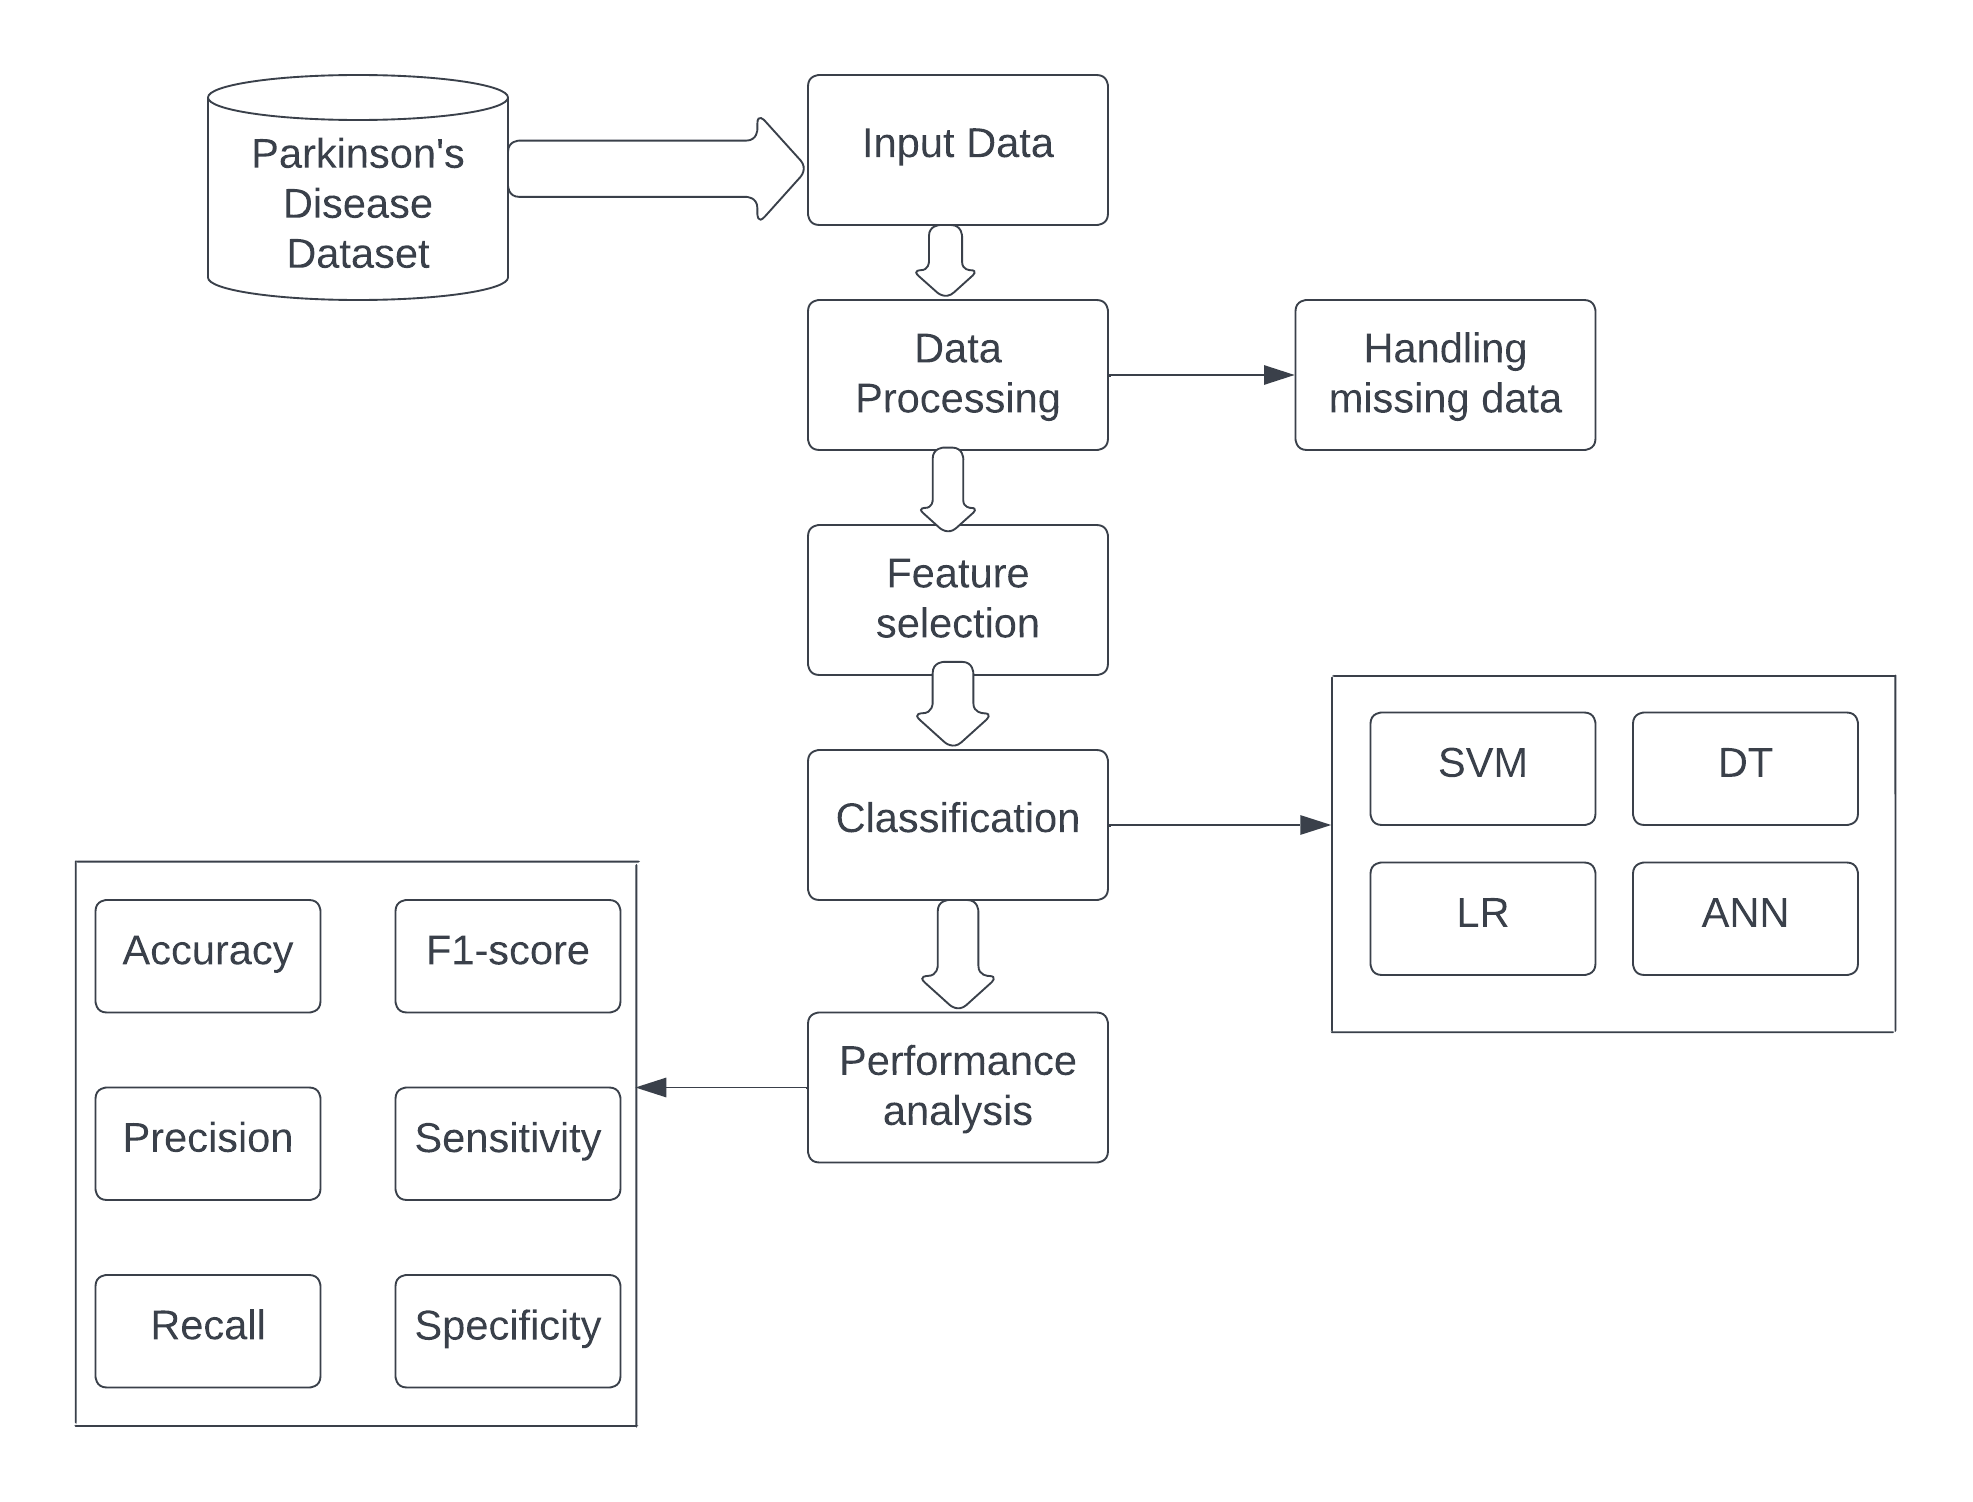 Parkinson's
Disease
Dataset
Input Data
Data
Processing
Handling
missing data
Feature
selection
Classification
SVM
DT
LR
ANN
Performance
analysis
Accuracy
F1-score
Precision
Sensitivity
Recall
Specificity